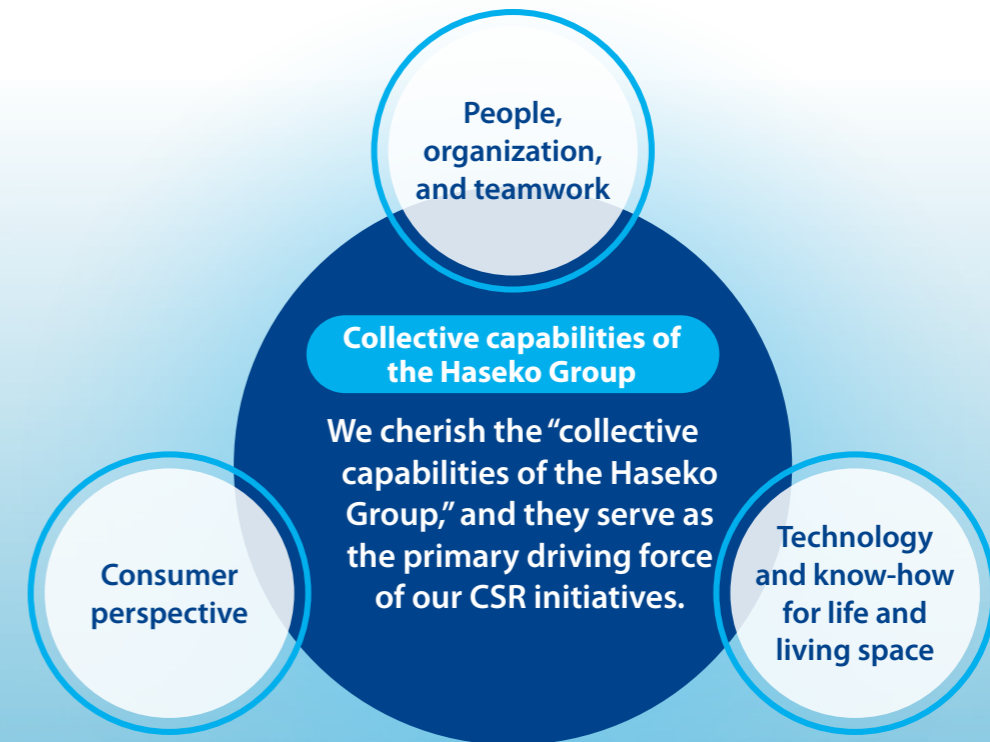 People,
organization,
and teamwork
Collective capabilities of
the Haseko Group
We cherish the “collective
capabilities of the Haseko
Group,” and they serve as
the primary driving force
of our CSR initiatives.
Consumer
perspective
Technology
and know-how
for life and
living space